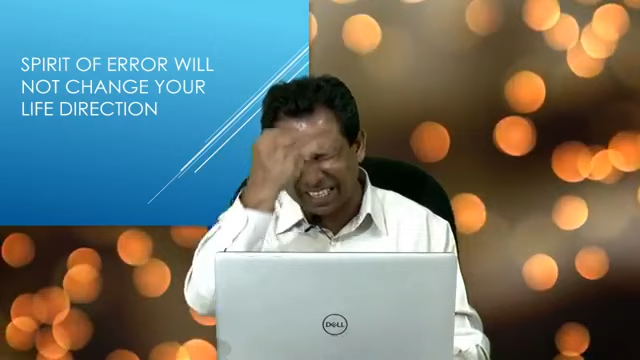 SPIRIT OF ERROR WILL
NOT CHANGE YOUR
LIFE DIRECTION
DELL